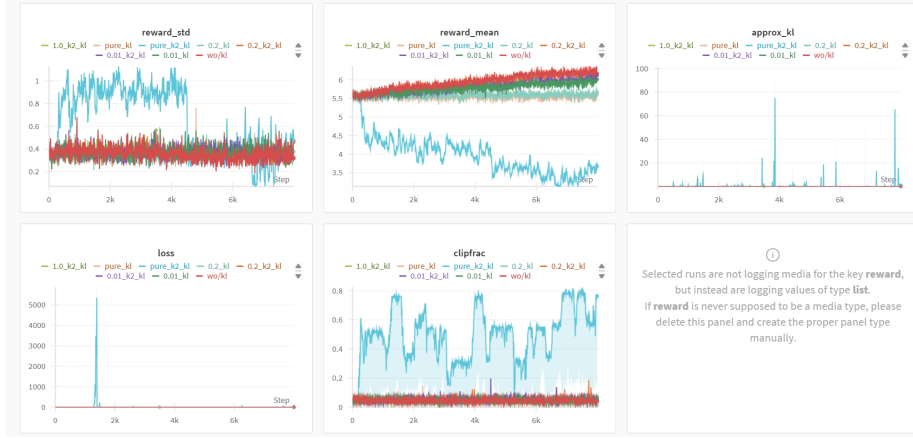 reward_std
1.0_k2_kl pure_kl pure_k2_kl 0.2_kl 0.2_k2_kl
0.01_k2_kl 0.01_kl wo/kl
1
0.8
0.6
0.4
0.2
Step
0 2k 4k 6k
reward_mean
1.0_k2_kl pure_kl pure_k2_kl 0.2_kl 0.2_k2_kl
0.01_k2_kl 0.01_kl wo/kl
6
5.5
5
4.5
4
3.5
Step
0 2k 4k 6k
approx_kl
1.0_k2_kl pure_kl pure_k2_kl 0.2_kl 0.2_k2_kl
0.01_k2_kl 0.01_kl wo/kl
100
80
60
40
20
Step
0 2k 4k 6k
loss
1.0_k2_kl pure_kl pure_k2_kl 0.2_kl 0.2_k2_kl
0.01_k2_kl 0.01_kl wo/kl
5000
4000
3000
2000
1000
0
Step
0 2k 4k 6k
clipfrac
1.0_k2_kl pure_kl pure_k2_kl 0.2_kl 0.2_k2_kl
0.01_k2_kl 0.01_kl wo/kl
0.8
0.6
0.4
0.2
0
0 2k 4k 6k
Selected runs are not logging media for the key reward,
but instead are logging values of type list.
If reward is never supposed to be a media type, please
delete this panel and create the proper panel type
manually.